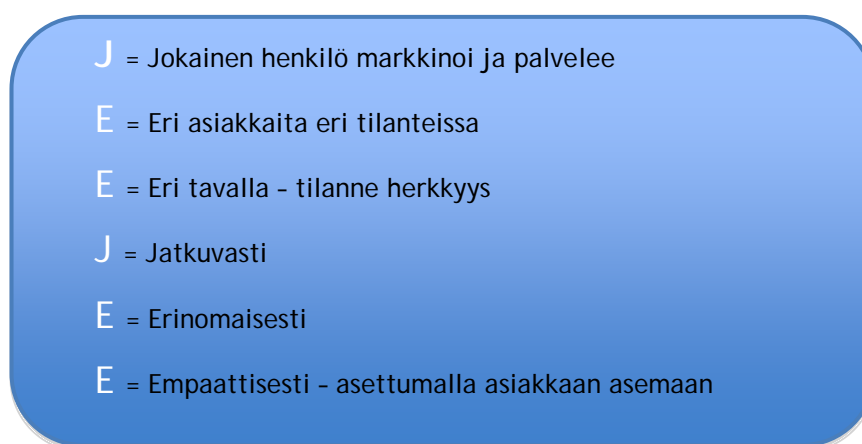 J = Jokainen henkilö markkinoi ja palvelee
E = Eri asiakkaita eri tilanteissa
E = Eri tavalla – tilanne herkkyys
J = Jatkuvasti
E = Erinomaisesti
E = Empaattisesti – asettumalla asiakkaan asemaan